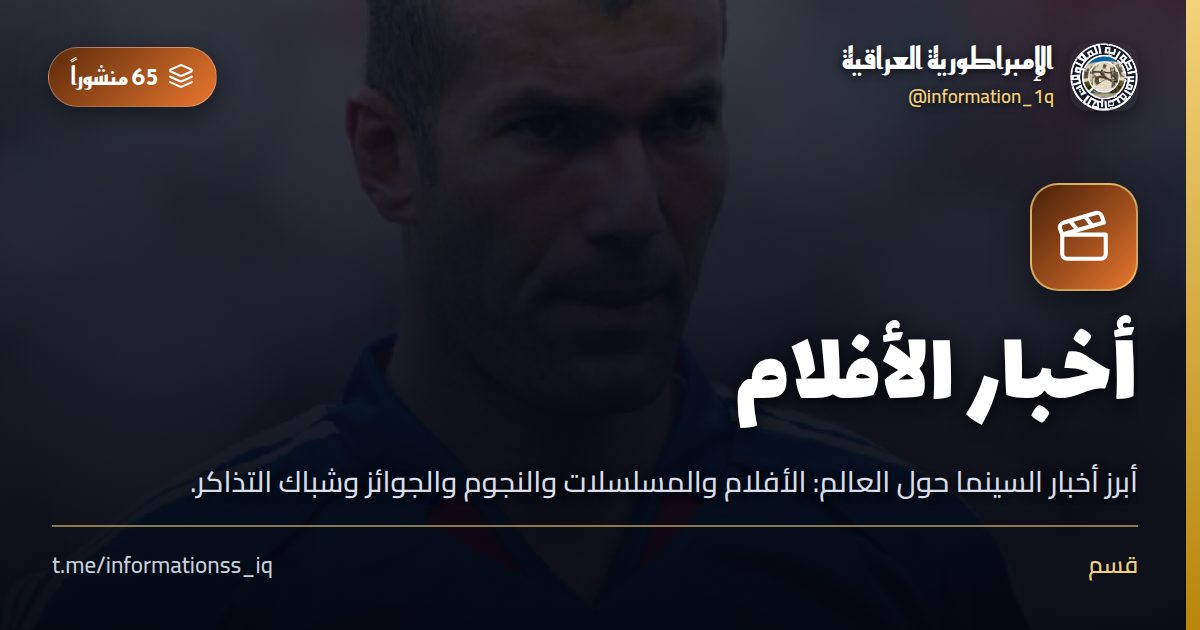 الإمبراطورية العراقية
@information_1q
65 منشوراً
أخبار الأفلام
أبرز أخبار السينما حول العالم: الأفلام والمسلسلات والنجوم والجوائز وشباك التذاكر.
قسم
t.me/informationss_iq